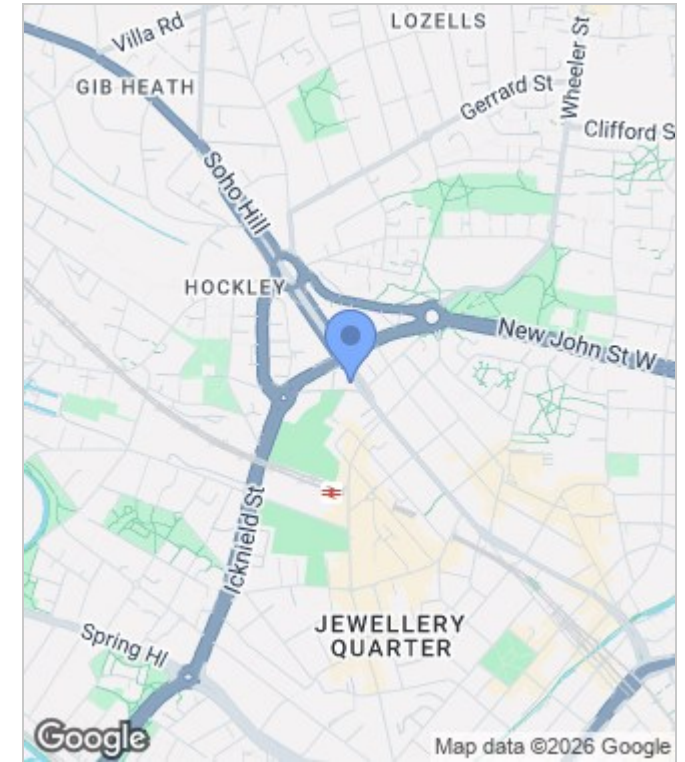 LOZELLS
Villa Rd
Wheeler St
GIB HEATH
Gerrard St
Clifford S
Soho Hill
HOCKLEY
New John St W
Icknield St
JEWELLERY
QUARTER
Spring Hl
Google
Map data ©2026 Google